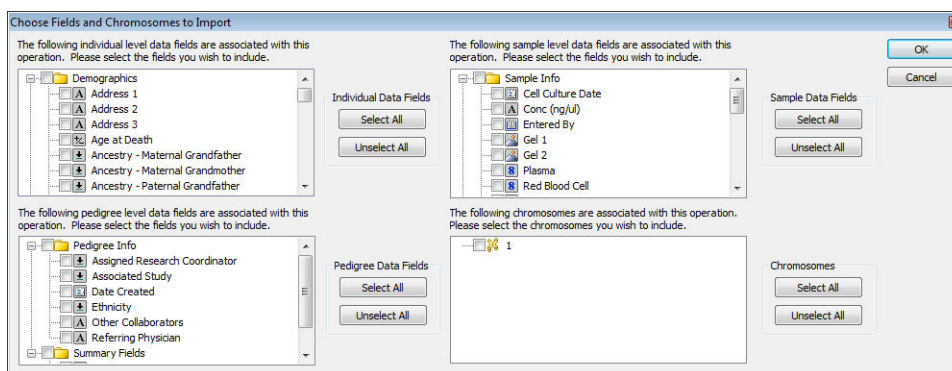 Choose Fields and Chromosomes to Import
The following individual level data fields are associated with this
operation. Please select the fields you wish to include.
Demographics
A Address 1
A Address 2
A Address 3
Age at Death
Ancestry - Maternal Grandfather
Ancestry - Maternal Grandmother
Ancestry - Paternal Grandfather
Individual Data Fields
Select All
Unselect All
The following sample level data fields are associated with this
operation. Please select the fields you wish to include.
Sample Info
Cell Culture Date
A Conc (ng/ul)
Entered By
Gel 1
Gel 2
8 Plasma
8 Red Blood Cell
Sample Data Fields
Select All
Unselect All
OK
Cancel
The following pedigree level data fields are associated with this
operation. Please select the fields you wish to include.
Pedigree Info
Assigned Research Coordinator
Associated Study
Date Created
Ethnicity
A Other Collaborators
A Referring Physician
Summary Fields
Pedigree Data Fields
Select All
Unselect All
The following chromosomes are associated with this operation.
Please select the chromosomes you wish to include.
1
Chromosomes
Select All
Unselect All